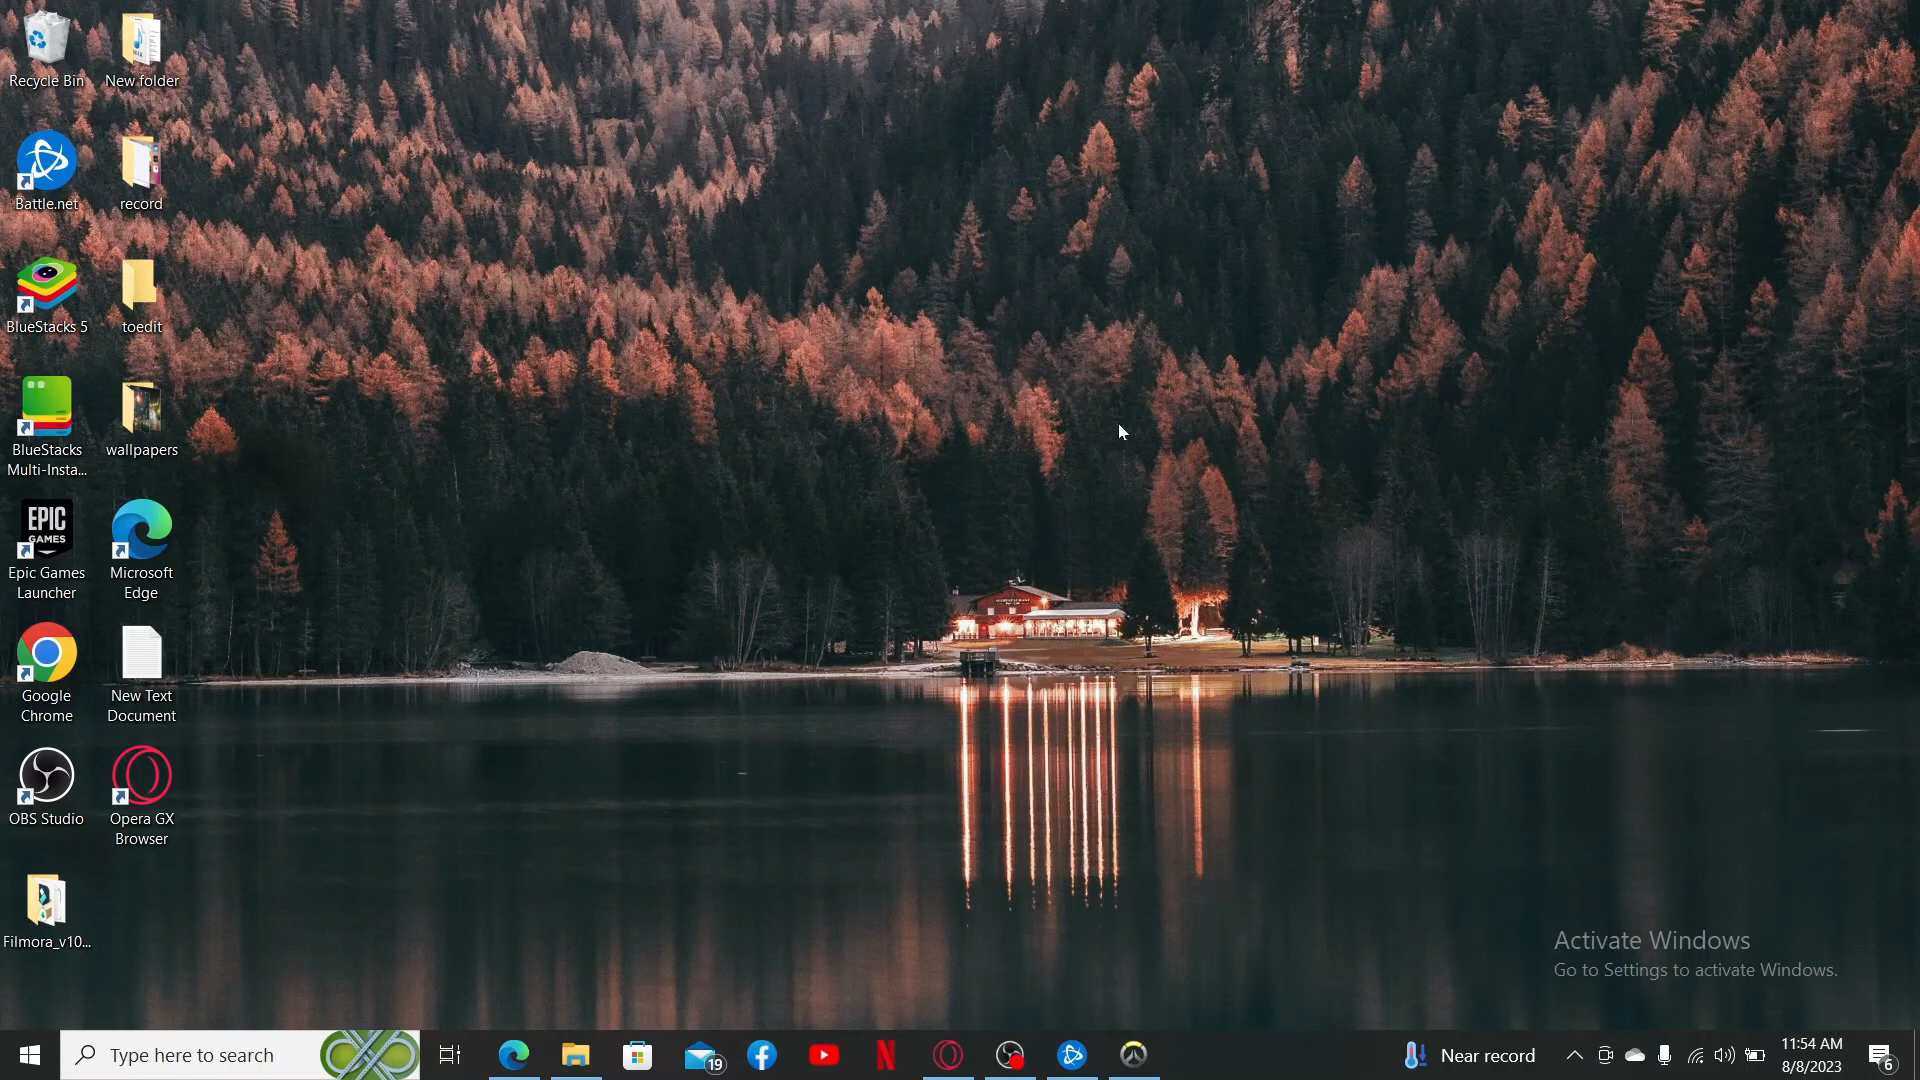 Recycle Bin
New folder
Battle.net
record
BlueStacks 5
toedit
BlueStacks
Multi-Insta...
wallpapers
EPIC
GAMES
Epic Games
Launcher
Microsoft
Edge
Google
Chrome
New Text
Document
OBS Studio
Opera GX
Browser
Filmora_v10...
Activate Windows
Go to Settings to activate Windows.
Type here to search
19
Near record
11:54 AM
8/8/2023
6